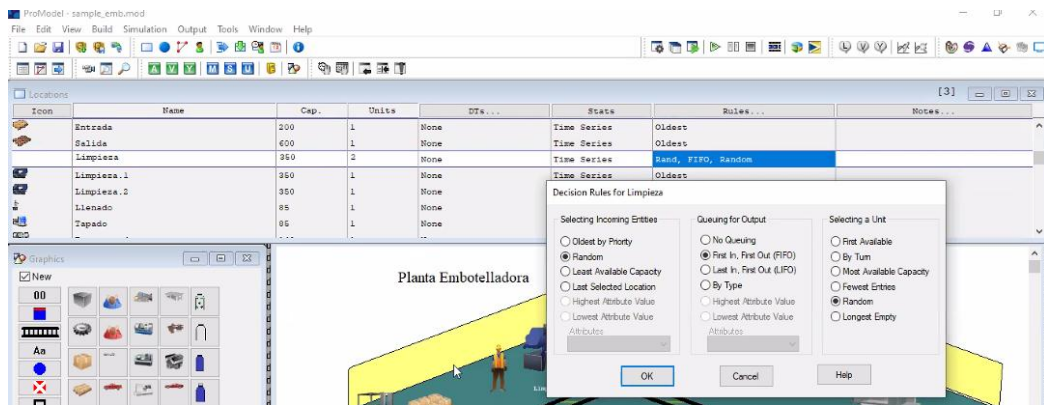 ProModel - sample_emb.mod
File Edit View Build Simulation Output Tools Window Help
Locations
[3]
Icon Name Cap. Units DTs... Stats Rules... Notes...
Entrada 200 1 None Time Series Oldest
Salida 600 1 None Time Series Oldest
Limpieza 350 2 None Time Series Rand, FIFO, Random
Limpieza.1 350 1 None Time Series Oldest
Limpieza.2 350 1 None
Llenado 85 1 None
Tapado 1 None
Decision Rules for Limpieza
Selecting Incoming Entities
Oldest by Priority
Random
Least Available Capacity
Last Selected Location
Highest Attribute Value
Lowest Attribute Value
Attributes
Queuing for Output
No Queuing
First In, First Out (FIFO)
Last In, First Out (LIFO)
By Type
Highest Attribute Value
Lowest Attribute Value
Attributes
Selecting a Unit
First Available
By Turn
Most Available Capacity
Fewest Entries
Random
Longest Empty
OK Cancel Help
Graphics
New
00
Aa
Planta Embotelladora